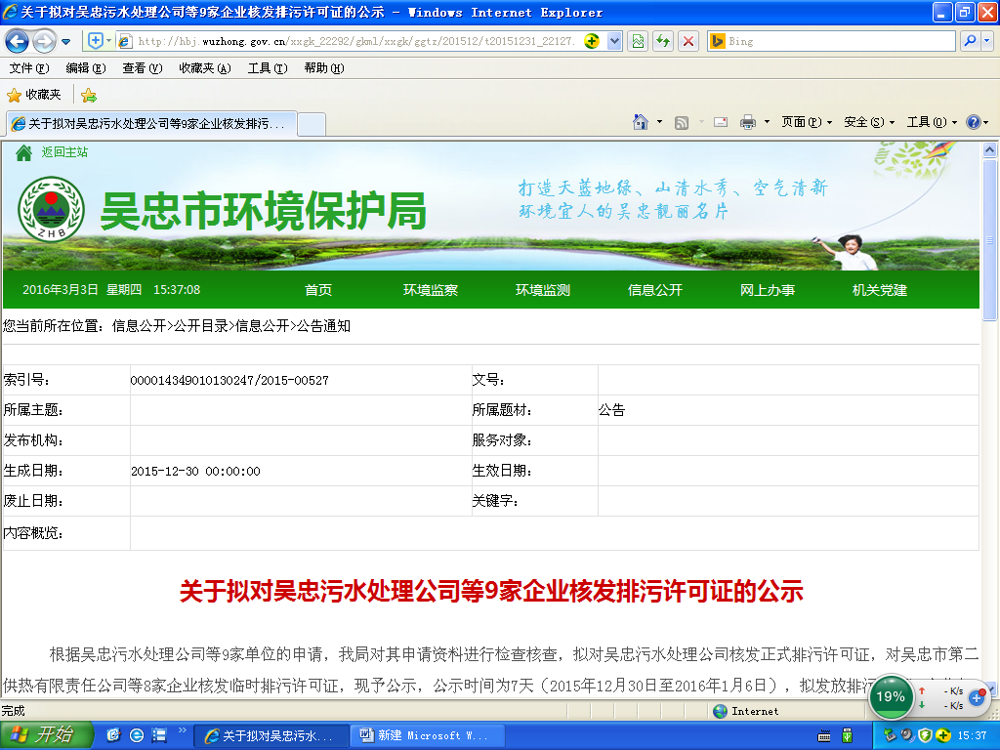 关于拟对吴忠污水处理公司等9家企业核发排污许可证的公示 - Windows Internet Explorer
http://hbj.wuzhong.gov.cn/xxgk_22292/gkml/xxgk/ggtz/201512/t20151231_22127.
Bing
文件(F) 编辑(E) 查看(V) 收藏夹(A) 工具(T) 帮助(H)
收藏夹
关于拟对吴忠污水处理公司等9家企业核发排污...
页面(P) 安全(S) 工具(O)
返回主站
ZHB
吴忠市环境保护局
打造天蓝地绿、山清水秀、空气清新
环境宜人的吴忠靓丽名片
2016年3月3日 星期四 15:37:08 首页 环境监察 环境监测 信息公开 网上办事 机关党建
您当前所在位置：信息公开>公开目录>信息公开>公告通知
索引号： 000014349010130247/2015-00527 文号：
所属主题： 所属题材： 公告
发布机构： 服务对象：
生成日期： 2015-12-30 00:00:00 生效日期：
废止日期： 关键字：
内容概览：
关于拟对吴忠污水处理公司等9家企业核发排污许可证的公示
根据吴忠污水处理公司等9家单位的申请，我局对其申请资料进行检查核查，拟对吴忠污水处理公司核发正式排污许可证，对吴忠市第二
供热有限责任公司等8家企业核发临时排污许可证，现予公示，公示时间为7天（2015年12月30日至2016年1月6日），拟发放排
19%
- K/s
- K/s
完成 Internet
开始 关于拟对吴忠污水... 新建 Microsoft W... 15:37